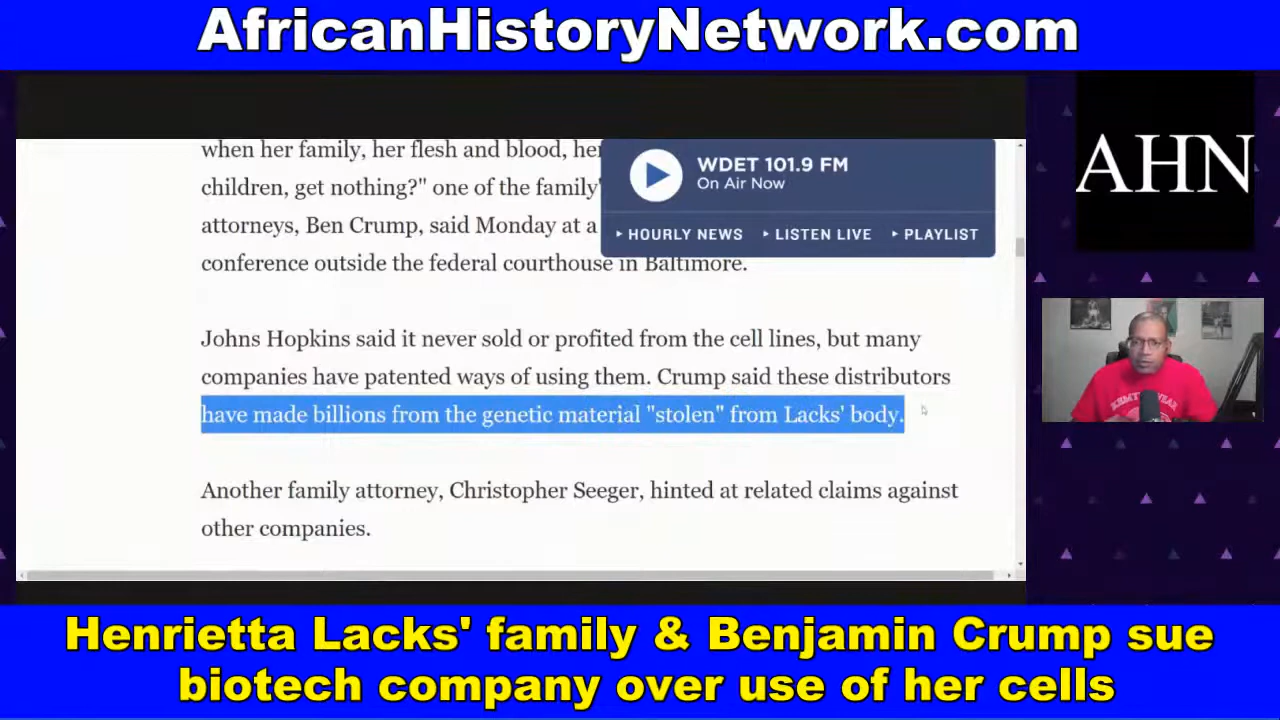 AfricanHistoryNetwork.com
when her family, her flesh and blood, her
children, get nothing?" one of the family'
attorneys, Ben Crump, said Monday at a
conference outside the federal courthouse in Baltimore.
WDET 101.9 FM
On Air Now
HOURLY NEWS LISTEN LIVE PLAYLIST
AHN
Johns Hopkins said it never sold or profited from the cell lines, but many
companies have patented ways of using them. Crump said these distributors
have made billions from the genetic material "stolen" from Lacks' body.
Another family attorney, Christopher Seeger, hinted at related claims against
other companies.
Henrietta Lacks' family & Benjamin Crump sue
biotech company over use of her cells